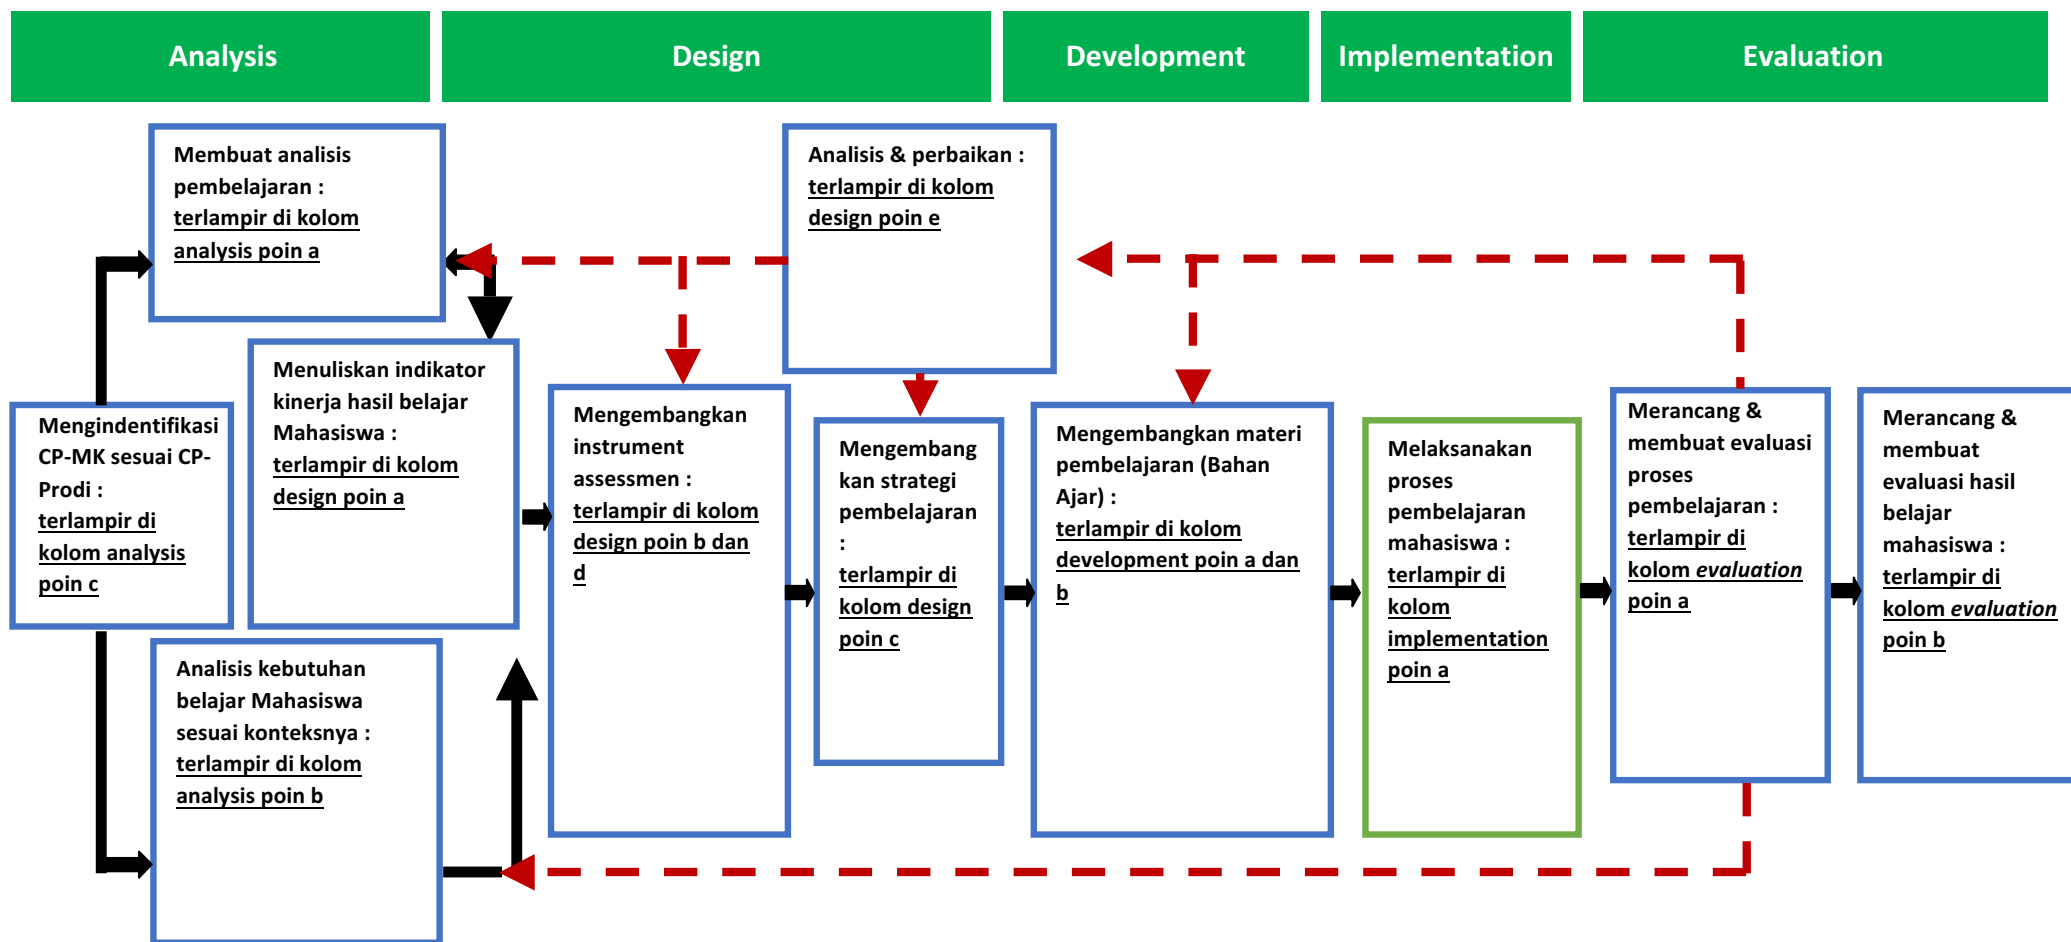 Analysis
Design
Development
Implementation
Evaluation
Membuat analisis
pembelajaran :
terlampir di kolom
analysis poin a
Analisis & perbaikan :
terlampir di kolom
design poin e
Mengindentifikasi
CP-MK sesuai CP-
Prodi :
terlampir di
kolom analysis
poin c
Menuliskan indikator
kinerja hasil belajar
Mahasiswa :
terlampir di kolom
design poin a
Mengembangkan
instrument
assessmen :
terlampir di kolom
design poin b dan
d
Mengembang
kan strategi
pembelajaran
:
terlampir di
kolom design
poin c
Mengembangkan materi
pembelajaran (Bahan
Ajar) :
terlampir di kolom
development poin a dan
b
Melaksanakan
proses
pembelajaran
mahasiswa :
terlampir di
kolom
implementation
poin a
Merancang &
membuat evaluasi
proses
pembelajaran :
terlampir di
kolom evaluation
poin a
Merancang &
membuat
evaluasi hasil
belajar
mahasiswa :
terlampir di
kolom evaluation
poin b
Analisis kebutuhan
belajar Mahasiswa
sesuai konteksnya :
terlampir di kolom
analysis poin b